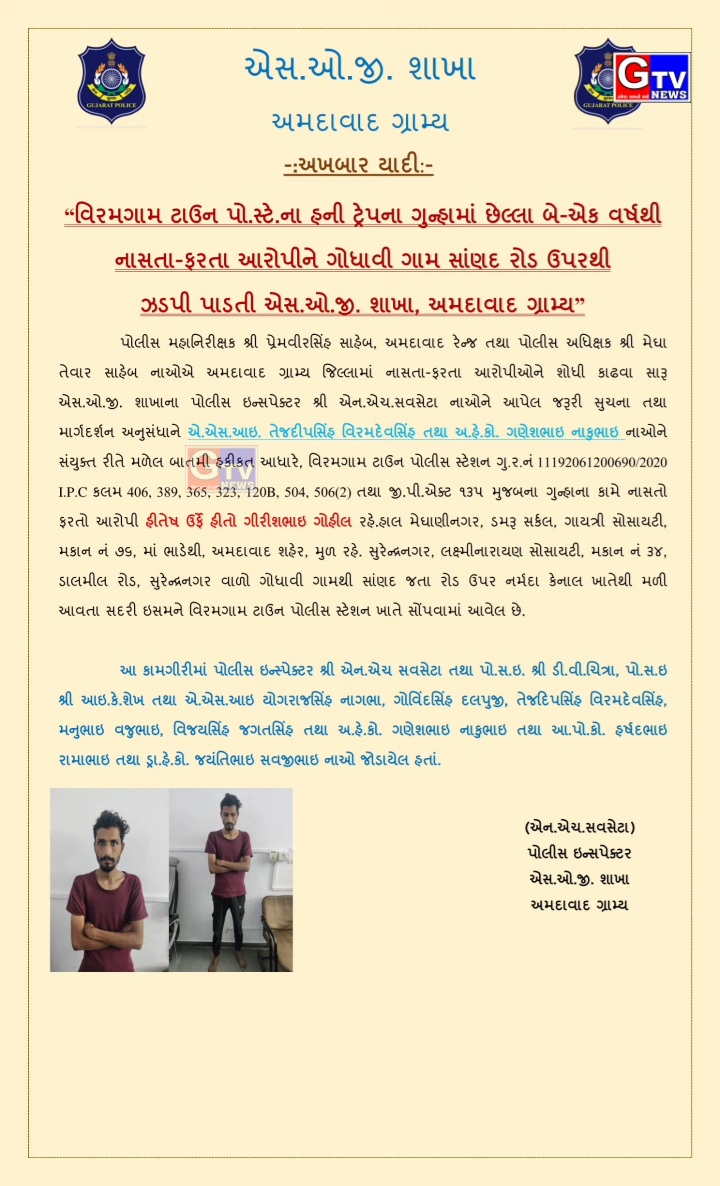 એસ.ઓ.જી. શાખા
GUJARAT POLICE
GUJARAT POLICE
GTV
NEWS
અમદાવાદ ગ્રામ્ય
-:અખબાર યાદી:-
“વિરમગામ ટાઉન પો.સ્ટે.ના હની ટ્રેપના ગુન્હામાં છેલ્લા બે-એક વર્ષથી
નાસતા-ફરતા આરોપીને ગોધાવી ગામ સાંણદ રોડ ઉપરથી
ઝડપી પાડતી એસ.ઓ.જી. શાખા, અમદાવાદ ગ્રામ્ય”
પોલીસ મહાનિરીક્ષક શ્રી પ્રેમવીરસિંહ સાહેબ, અમદાવાદ રેન્જ તથા પોલીસ અધિક્ષક શ્રી મેઘા
તેવાર સાહેબ નાઓએ અમદાવાદ ગ્રામ્ય જિલ્લામાં નાસતા-ફરતા આરોપીઓને શોધી કાઢવા સારૂ
એસ.ઓ.જી. શાખાના પોલીસ ઇન્સપેક્ટર શ્રી એન.એચ.સવસેટા નાઓને આપેલ જરૂરી સુચના તથા
માર્ગદર્શન અનુસંધાને એ.એસ.આઇ. તેજદીપસિંહ વિરમદેવસિંહ તથા અ.હે.કો. ગણેશભાઇ નાકુભાઇ નાઓને
સંયુક્ત રીતે મળેલ બાતમી હકીકત આધારે, વિરમગામ ટાઉન પોલીસ સ્ટેશન ગુ.ર.નં 11192061200690/2020
I.P.C કલમ 406, 389, 365, 323, 120B, 504, 506(2) તથા જી.પી.એક્ટ ૧૩૫ મુજબના ગુન્હાના કામે નાસતો
ફરતો આરોપી હીતેષ ઉર્ફે હીતો ગીરીશભાઇ ગોહીલ રહે.હાલ મેઘાણીનગર, ડમરૂ સર્કલ, ગાયત્રી સોસાયટી,
મકાન નં ૭૬, માં ભાડેથી, અમદાવાદ શહેર, મુળ રહે. સુરેન્દ્રનગર, લક્ષ્મીનારાયણ સોસાયટી, મકાન નં ૩૪,
ડાલમીલ રોડ, સુરેન્દ્રનગર વાળો ગોધાવી ગામથી સાંણદ જતા રોડ ઉપર નર્મદા કેનાલ ખાતેથી મળી
આવતા સદરી ઇસમને વિરમગામ ટાઉન પોલીસ સ્ટેશન ખાતે સોંપવામાં આવેલ છે.
GTV
NEWS
આ કામગીરીમાં પોલીસ ઇન્સ્પેક્ટર શ્રી એન.એચ સવસેટા તથા પો.સ.ઇ. શ્રી ડી.વી.ચિત્રા, પો.સ.ઇ
શ્રી આઇ.કે.શેખ તથા એ.એસ.આઇ યોગરાજસિંહ નાગભા, ગોવિંદસિંહ દલપુજી, તેજદિપસિંહ વિરમદેવસિંહ,
મનુભાઇ વજુભાઇ, વિજયસિંહ જગતસિંહ તથા અ.હે.કો. ગણેશભાઇ નાકુભાઇ તથા આ.પો.કો. હર્ષદભાઇ
રામાભાઇ તથા ડ્રા.હે.કો. જયંતિભાઇ સવજીભાઇ નાઓ જોડાયેલ હતાં.
(એન.એચ.સવસેટા)
પોલીસ ઇન્સપેક્ટર
એસ.ઓ.જી. શાખા
અમદાવાદ ગ્રામ્ય